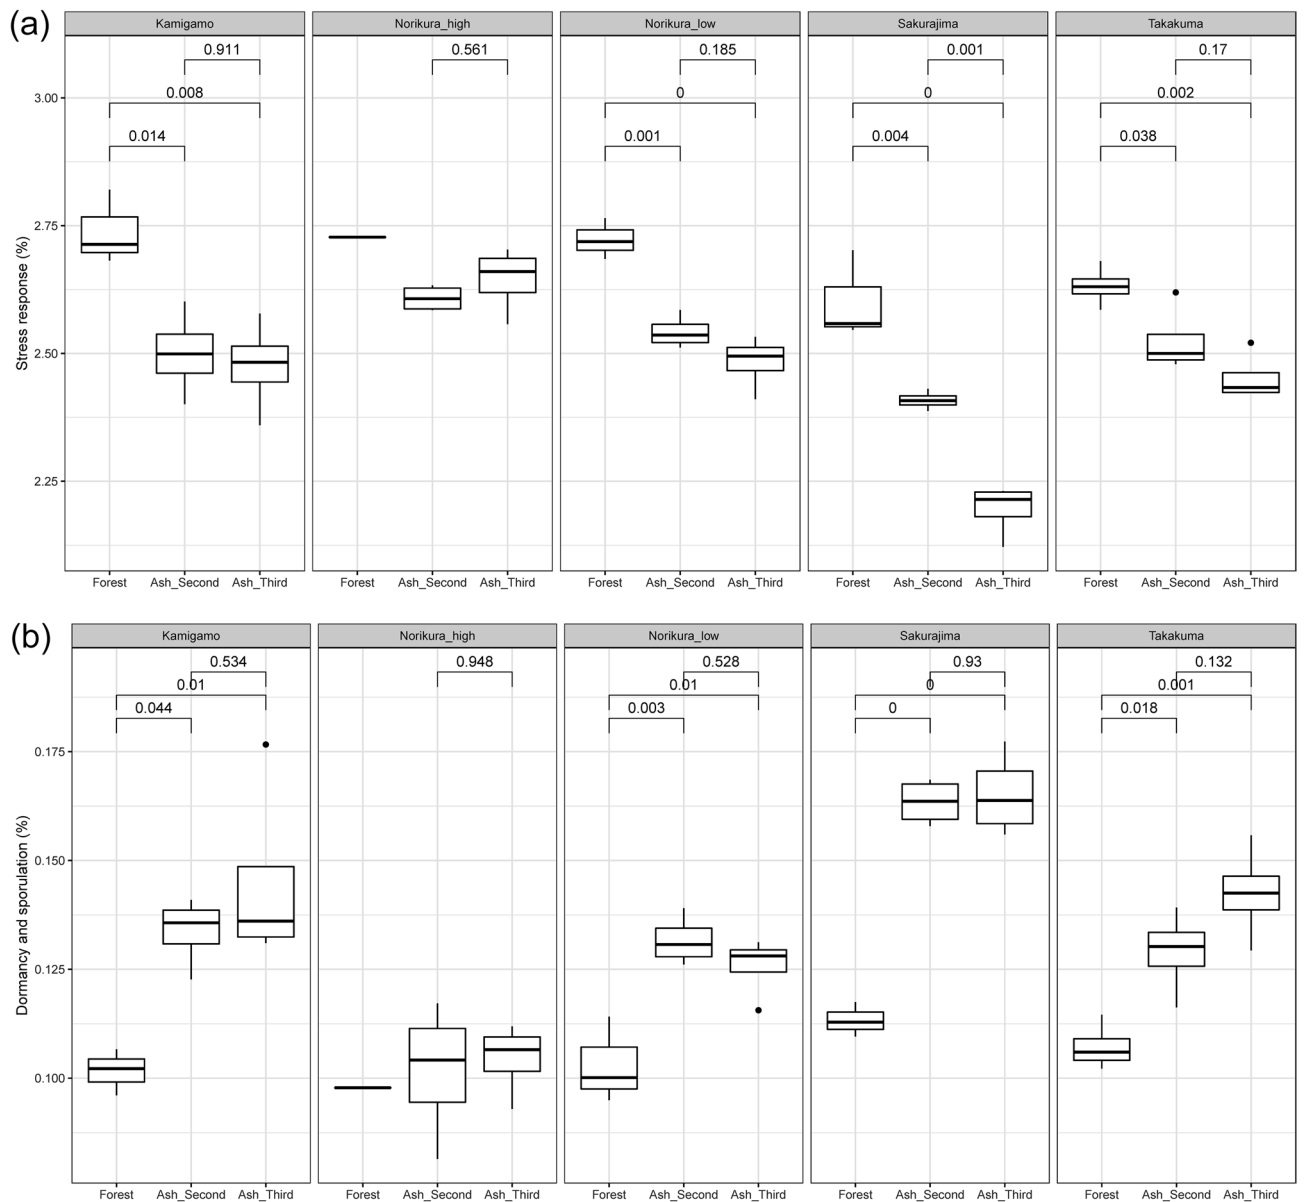 (a)
Kamigamo Norikura_high Norikura_low Sakurajima Takakuma
0.911 0.561 0.185 0.001 0.17
0.008 0 0 0.002
0.014 0.001 0.004 0.038
Stress response (%)
3.00
2.75
2.50
2.25
Forest Ash_Second Ash_Third Forest Ash_Second Ash_Third Forest Ash_Second Ash_Third Forest Ash_Second Ash_Third Forest Ash_Second Ash_Third
(b)
Kamigamo Norikura_high Norikura_low Sakurajima Takakuma
0.534 0.948 0.528 0.93 0.132
0.01 0.01 0 0.001
0.044 0.003 0 0.018
Dormancy and sporulation (%)
0.175
0.150
0.125
0.100
Forest Ash_Second Ash_Third Forest Ash_Second Ash_Third Forest Ash_Second Ash_Third Forest Ash_Second Ash_Third Forest Ash_Second Ash_Third